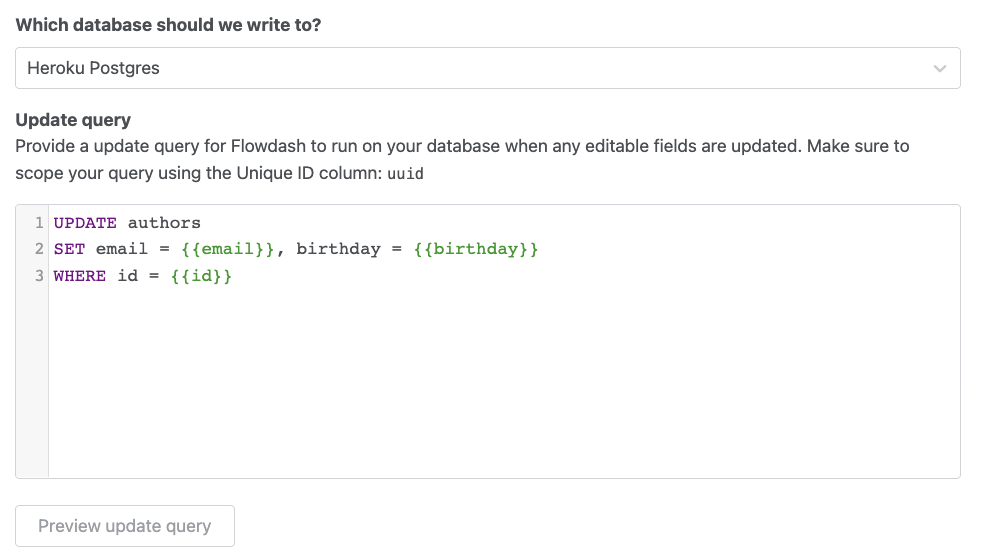 Which database should we write to?
Heroku Postgres
Update query
Provide a update query for Flowdash to run on your database when any editable fields are updated. Make sure to
scope your query using the Unique ID column: uuid
1 UPDATE authors
2 SET email = {{email}}, birthday = {{birthday}}
3 WHERE id = {{id}}
Preview update query